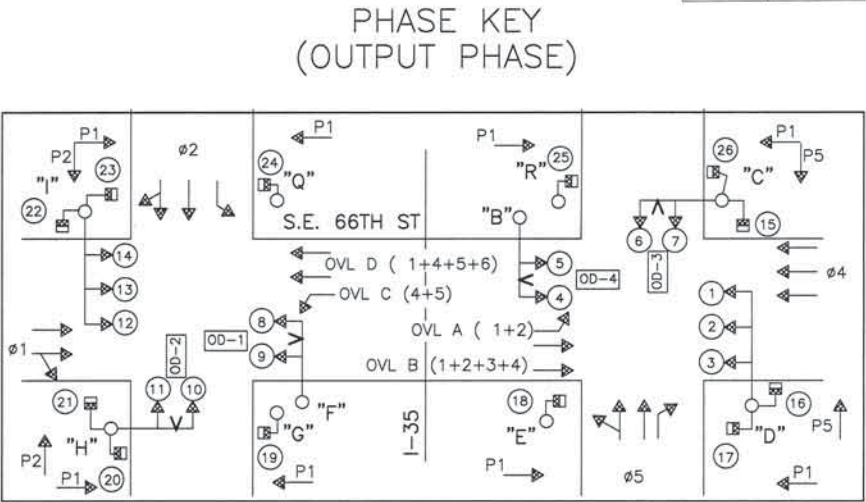 PHASE KEY
(OUTPUT PHASE)
P1
P2
23
"I"
22
ø2
24
P1
"Q"
P1
25
"R"
26
P1
"C"
P5
15
S.E. 66TH ST
"B"
6
7
OD-3
14
13
12
OVL D ( 1+4+5+6)
OVL C (4+5)
5
4
OD-4
1
2
3
ø4
ø1
OD-2
OD-1
8
9
OVL A ( 1+2)
OVL B (1+2+3+4)
21
11
10
"H"
P2
P1
20
"F"
"G"
19
P1
I-35
18
"E"
P1
ø5
16
"D"
17
P5
P1